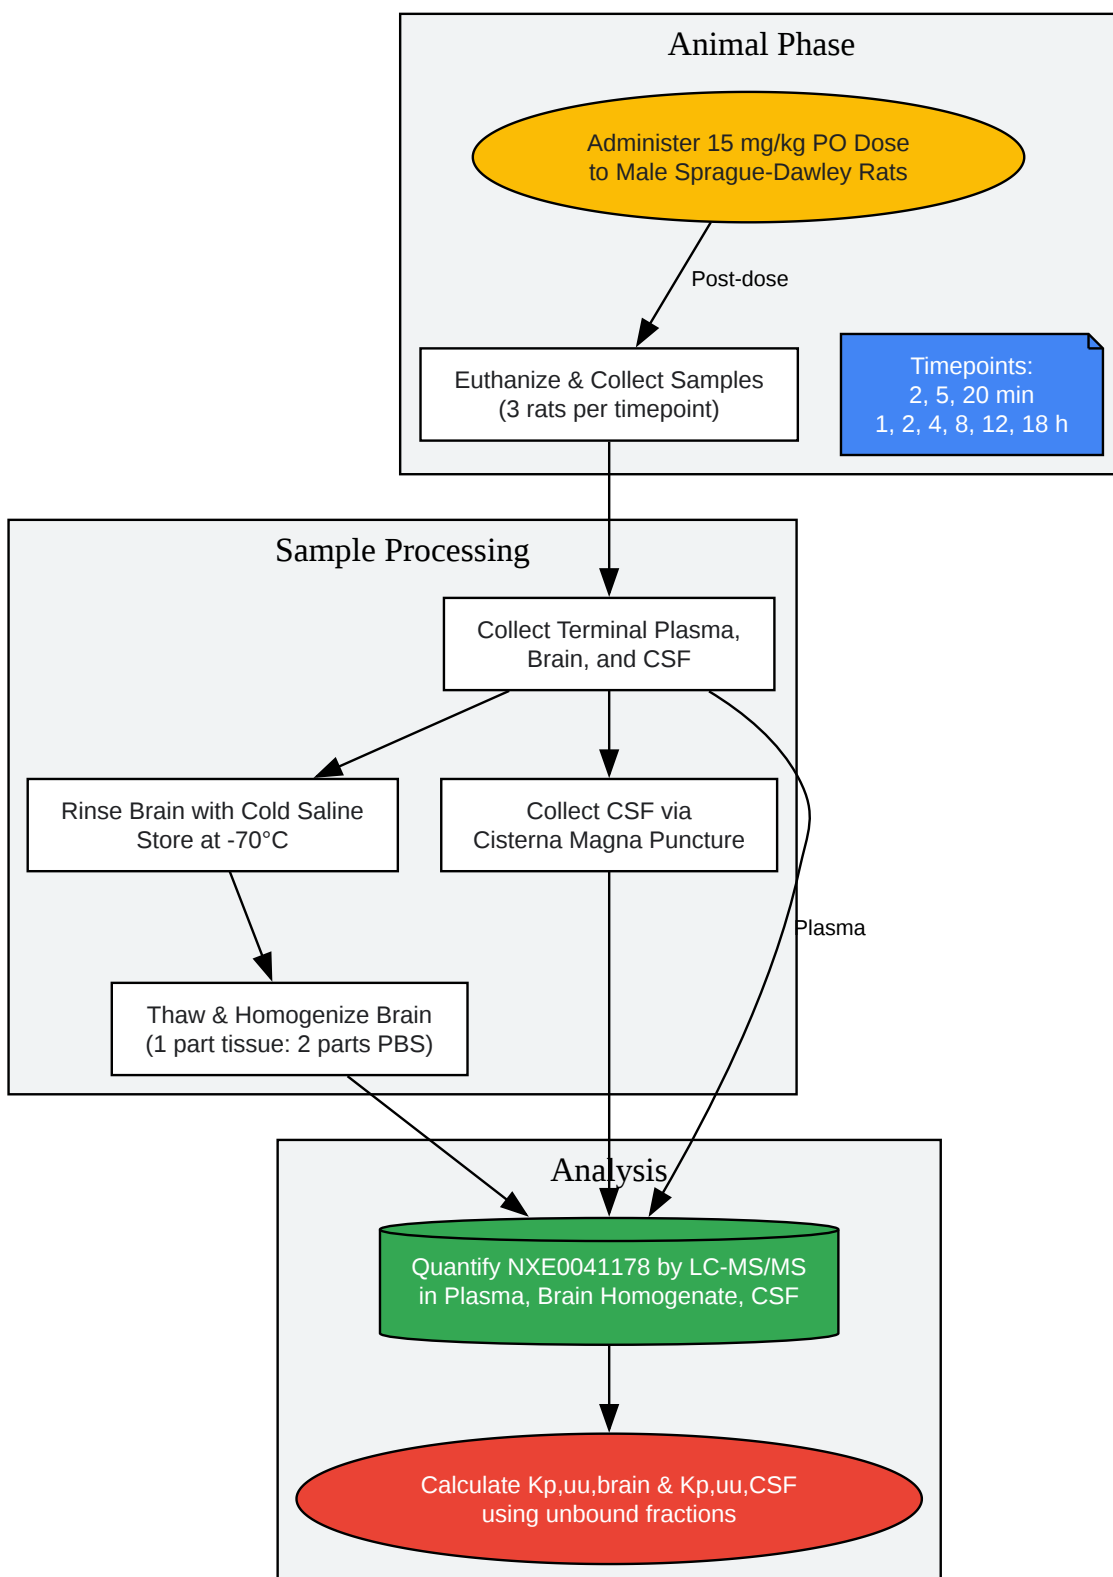 Animal Phase
Administer 15 mg/kg PO Dose
to Male Sprague-Dawley Rats
Post-dose
Euthanize & Collect Samples
(3 rats per timepoint)
Timepoints:
2, 5, 20 min
1, 2, 4, 8, 12, 18 h
Sample Processing
Collect Terminal Plasma,
Brain, and CSF
Rinse Brain with Cold Saline
Store at -70°C
Collect CSF via
Cisterna Magna Puncture
Plasma
Thaw & Homogenize Brain
(1 part tissue: 2 parts PBS)
Analysis
Quantify NXE0041178 by LC-MS/MS
in Plasma, Brain Homogenate, CSF
Calculate Kp,uu,brain & Kp,uu,CSF
using unbound fractions